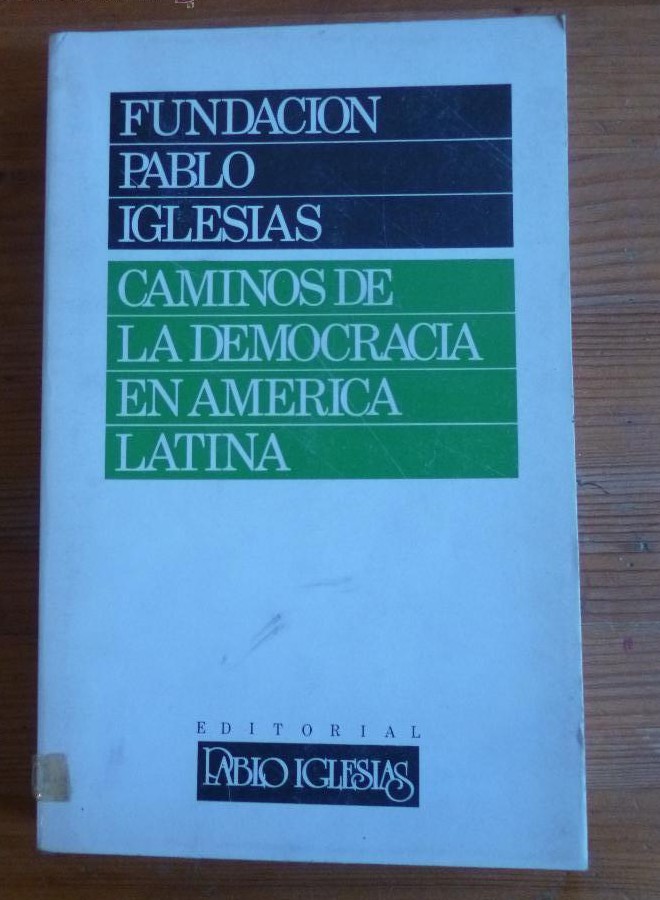 FUNDACION
PABLO
IGLESIAS
CAMINOS DE
LA DEMOCRACIA
EN AMERICA
LATINA
EDITORIAL
PABLO IGLESIAS